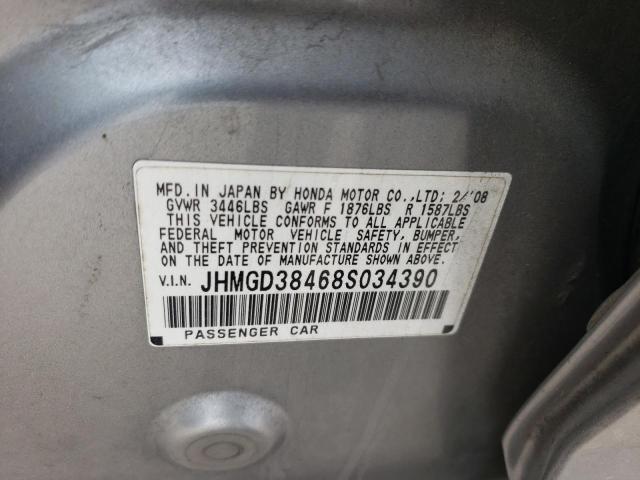 MFD. IN JAPAN BY HONDA MOTOR CO.,LTD; 2/'08
GVWR 3446LBS GAWR F 1876LBS R 1587LBS
THIS VEHICLE CONFORMS TO ALL APPLICABLE
FEDERAL MOTOR VEHICLE SAFETY, BUMPER,
AND THEFT PREVENTION STANDARDS IN EFFECT ON
THE DATE OF MANUFACTURE SHOWN ABOVE.
V.I.N. JHMGD38468S034390
PASSENGER CAR